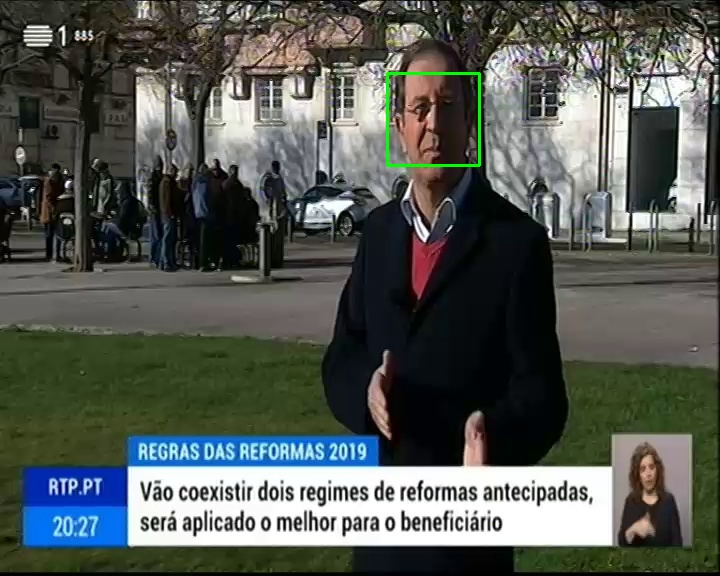 1 885
REGRAS DAS REFORMAS 2019
RTP.PT
Vão coexistir dois regimes de reformas antecipadas,
20:27
será aplicado o melhor para o beneficiário